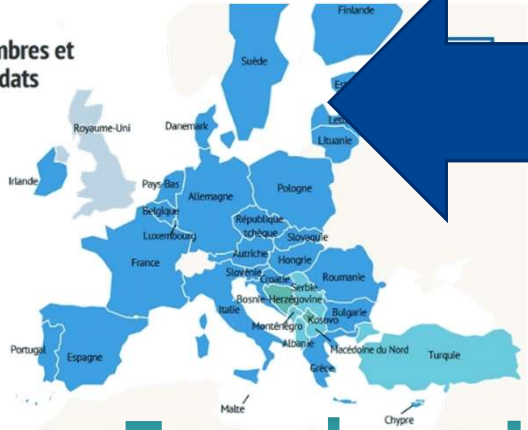 Finlande
mbres et
dats
Suède
Es
Lett
Royaume-Uni
Danemark
Lituanie
Irlande
Pays-Bas
Pologne
Allemagne
Belgique
République
tchèque
Luxembourg
Slovaquie
Autriche
France
Hongrie
Slovénie
Roumanie
Croatie
Serbie
Bosnie-Herzégovine
Italie
Bulgarie
Kosovo
Monténégro
Albanie
Macédoine du Nord
Portugal
Espagne
Turquie
Grèce
Malte
Chypre